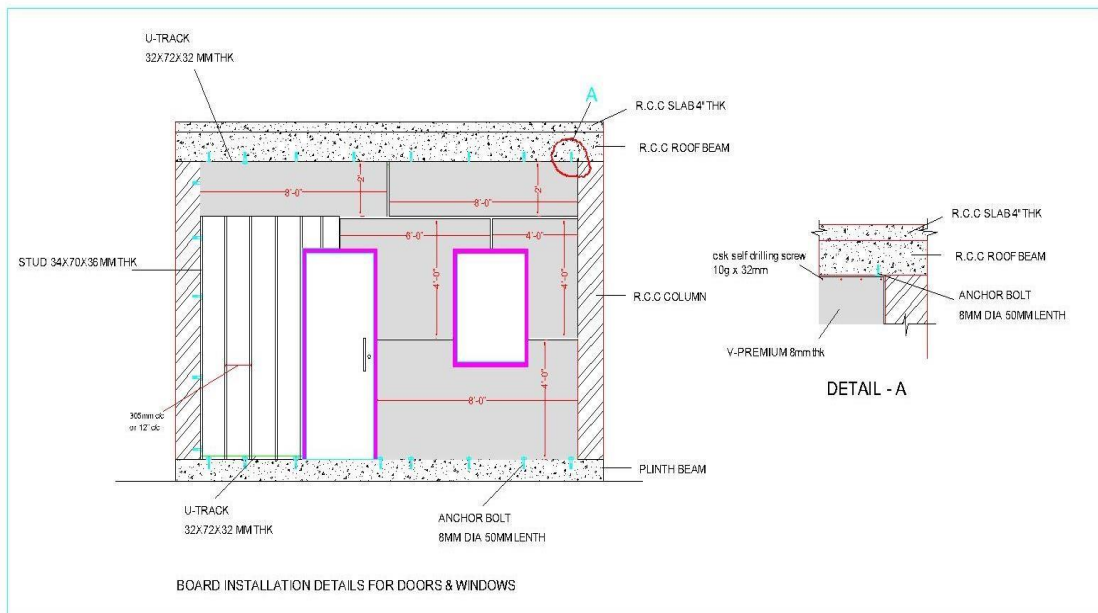 U-TRACK
32X72X32 MM THK
A
R.C.C SLAB 4" THK
R.C.C ROOF BEAM
8'-0"
2'
8'-0"
2'
STUD 34X70X36 MM THK
6'-0"
4'-0"
4'-0"
4'-0"
R.C.C COLUMN
305mm c/c
or 12" c/c
8'-0"
4'-0"
PLINTH BEAM
U-TRACK
32X72X32 MM THK
ANCHOR BOLT
8MM DIA 50MM LENTH
BOARD INSTALLATION DETAILS FOR DOORS & WINDOWS
R.C.C SLAB 4" THK
csk self drilling screw
10g x 32mm
R.C.C ROOF BEAM
ANCHOR BOLT
8MM DIA 50MM LENTH
V-PREMIUM 8mm thk
DETAIL - A